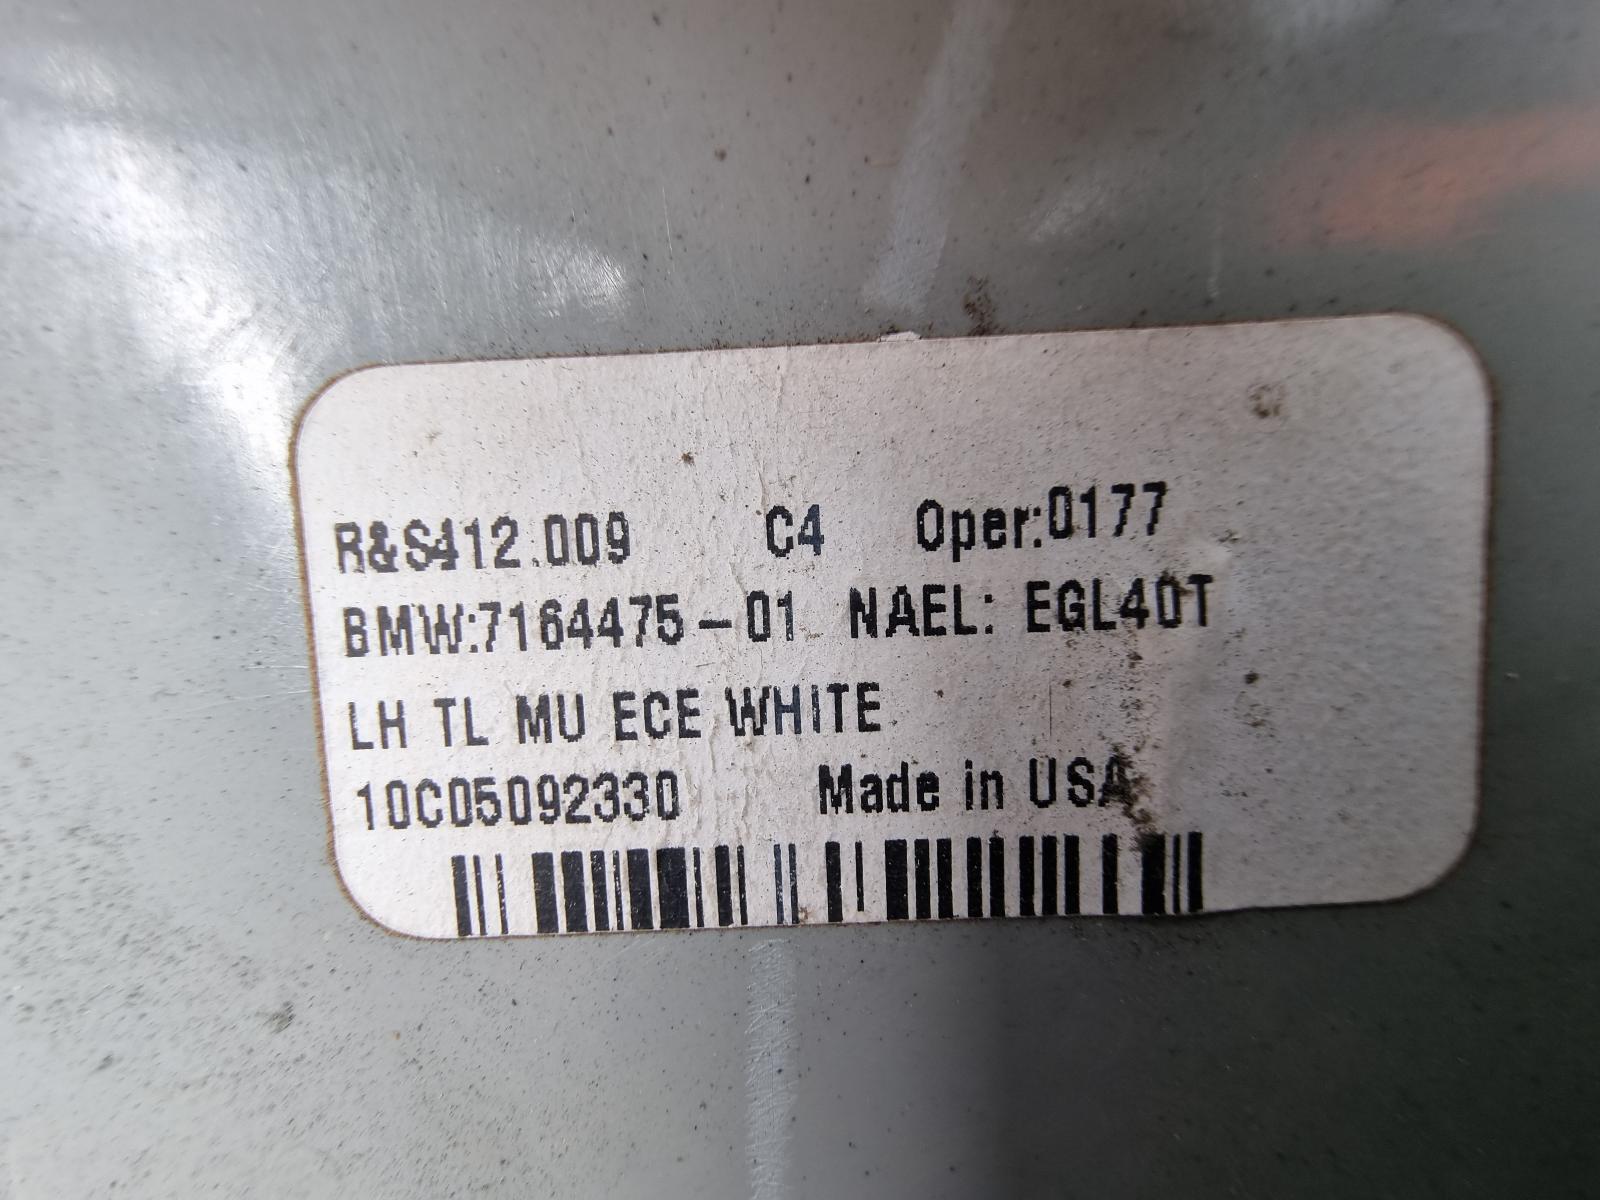 R&S412.009 C4 Oper:0177
BMW:7164475-01 NAEL: EGL40T
LH TL MU ECE WHITE
10C05092330 Made in USA